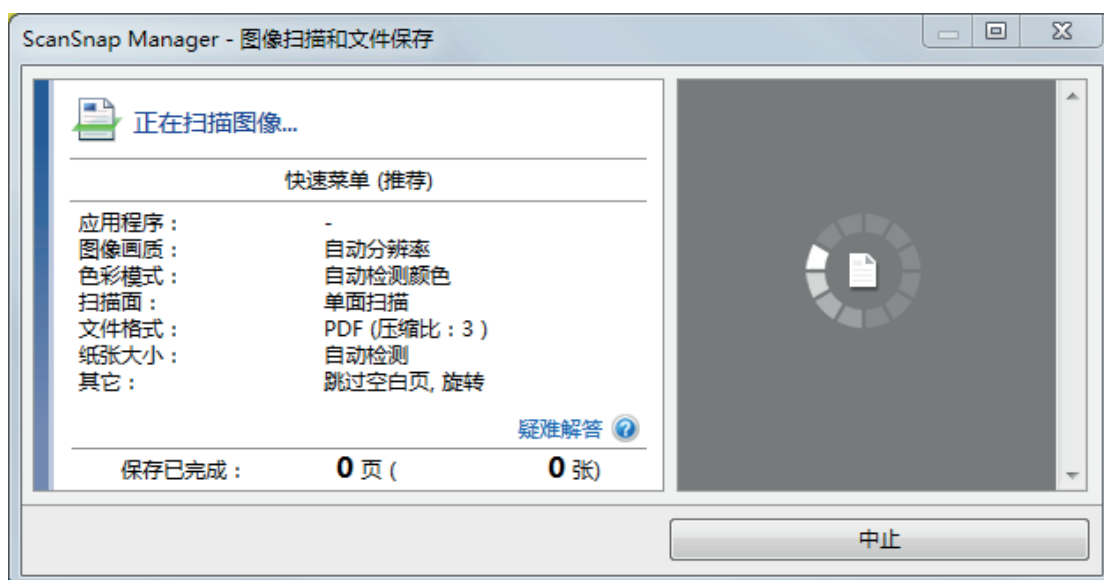 ScanSnap Manager - 图像扫描和文件保存
正在扫描图像...
快速菜单 (推荐)
应用程序： -
图像画质： 自动分辨率
色彩模式： 自动检测颜色
扫描面： 单面扫描
文件格式： PDF (压缩比：3 )
纸张大小： 自动检测
其它： 跳过空白页, 旋转
疑难解答
保存已完成： 0 页 ( 0 张)
中止